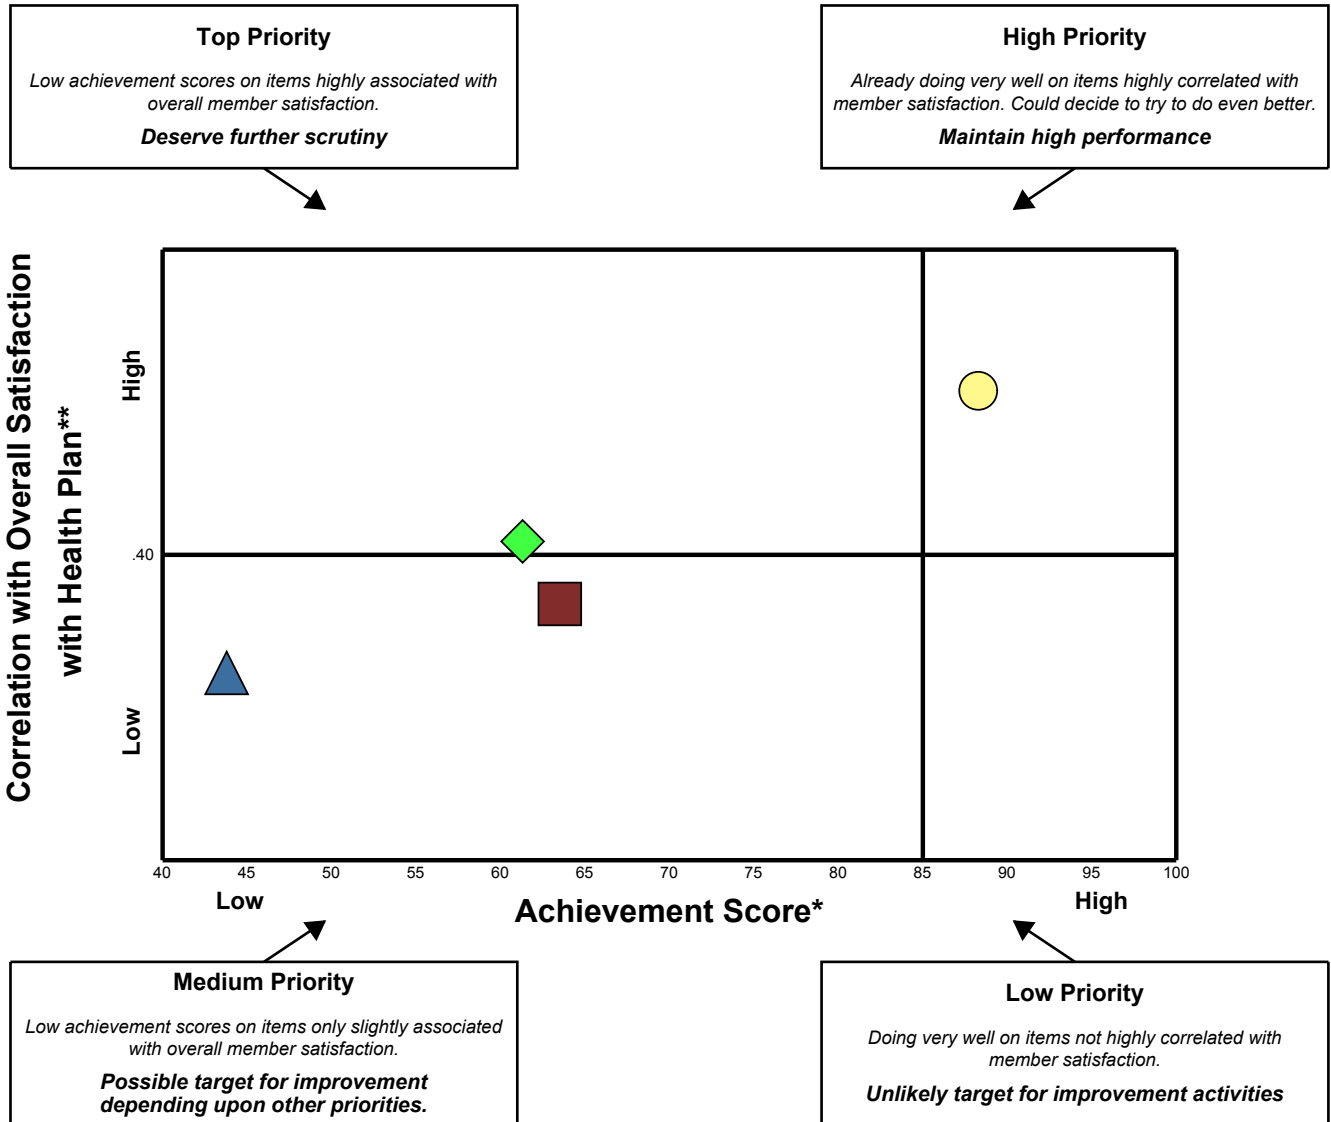 Top Priority
Low achievement scores on items highly associated with
overall member satisfaction.
Deserve further scrutiny
High Priority
Already doing very well on items highly correlated with
member satisfaction. Could decide to try to do even better.
Maintain high performance
Correlation with Overall Satisfaction
with Health Plan**
High
.40
Low
40 45 50 55 60 65 70 75 80 85 90 95 100
Low
Achievement Score*
High
Medium Priority
Low achievement scores on items only slightly associated
with overall member satisfaction.
Possible target for improvement
depending upon other priorities.
Low Priority
Doing very well on items not highly correlated with
member satisfaction.
Unlikely target for improvement activities